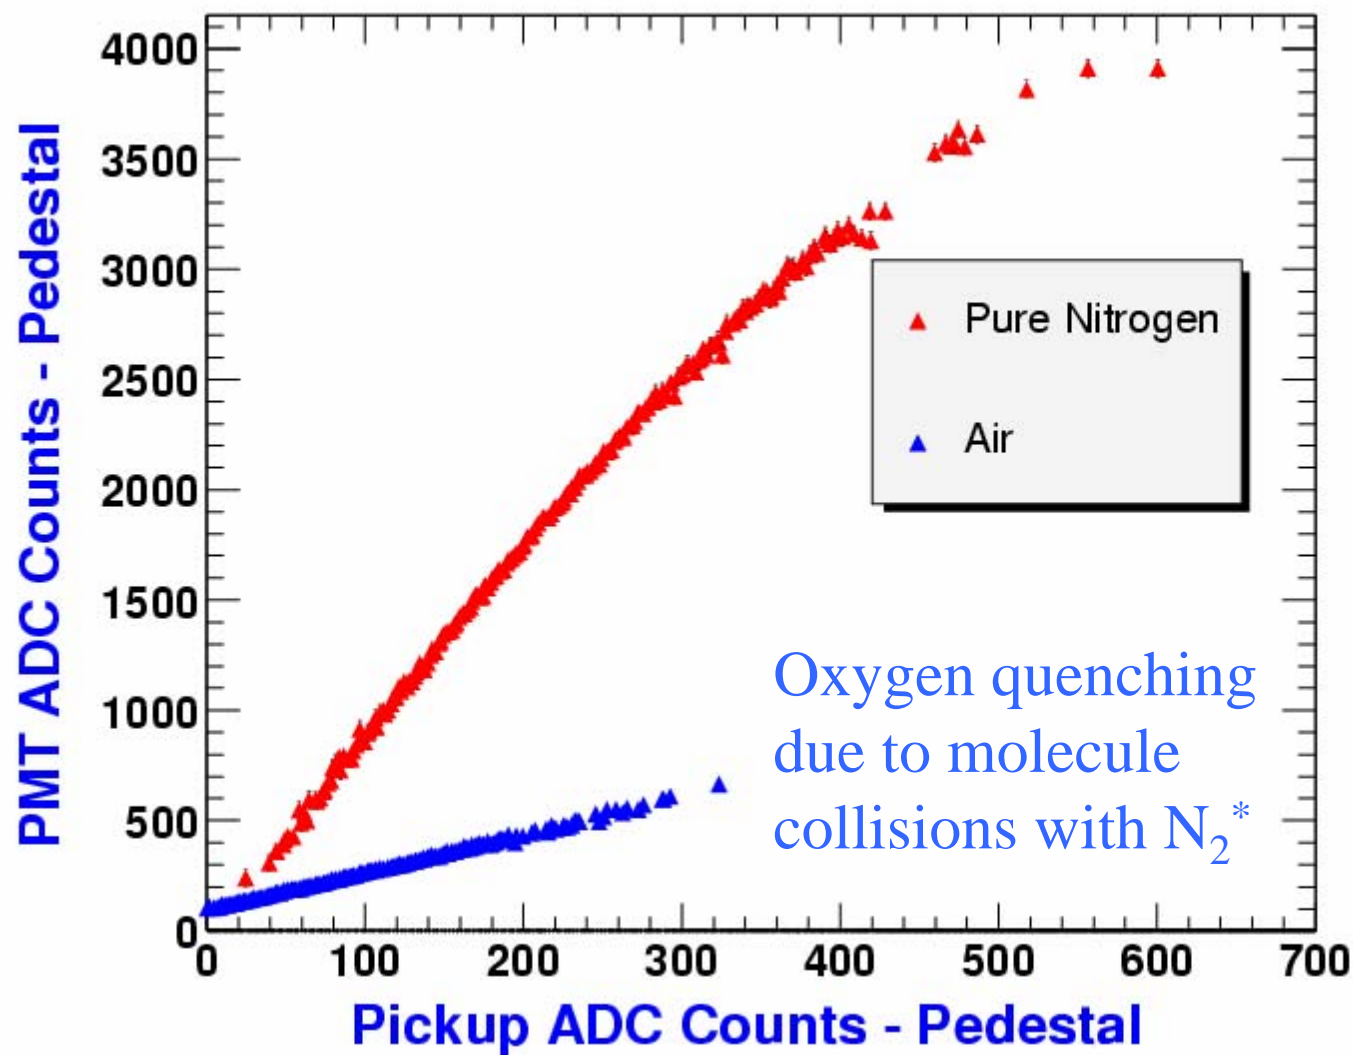 4000
3500
3000
2500
2000
1500
1000
500
0
PMT ADC Counts - Pedestal
Pure Nitrogen
Air
Oxygen quenching
due to molecule
collisions with N₂*
0 100 200 300 400 500 600 700
Pickup ADC Counts - Pedestal